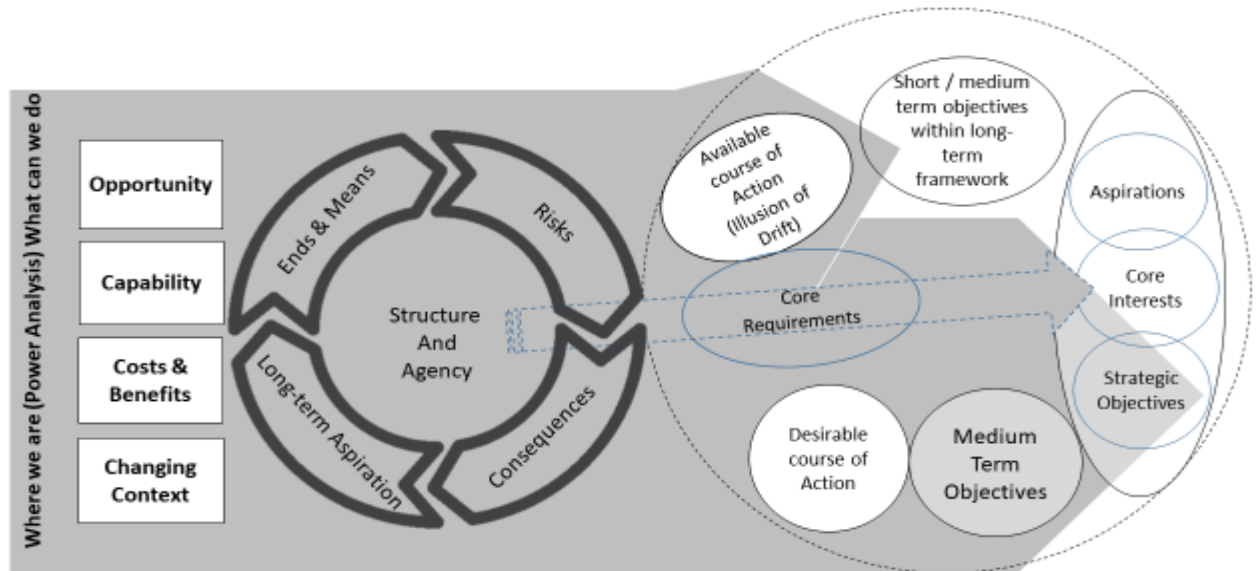 Where we are (Power Analysis) What can we do
Opportunity
Capability
Costs &
Benefits
Changing
Context
Ends & Means
Risks
Long-term Aspiration
Consequences
Structure
And
Agency
Available
course of
Action
(Illusion of
Drift)
Short / medium
term objectives
within long-
term
framework
Core
Requirements
Desirable
course of
Action
Medium
Term
Objectives
Aspirations
Core
Interests
Strategic
Objectives